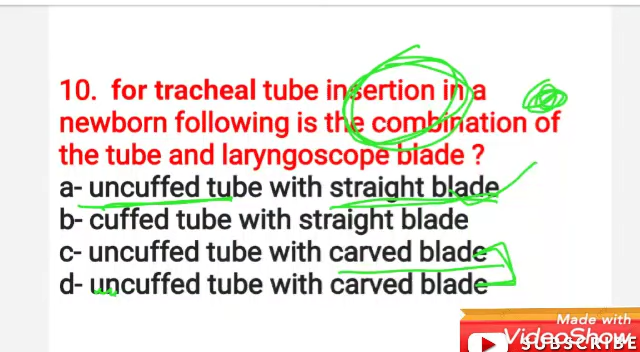 10. for tracheal tube insertion in a
newborn following is the combination of
the tube and laryngoscope blade ?
a- uncuffed tube with straight blade
b- cuffed tube with straight blade
c- uncuffed tube with carved blade
d- uncuffed tube with carved blade
Made with
VideoShow
SUBSCRIBE